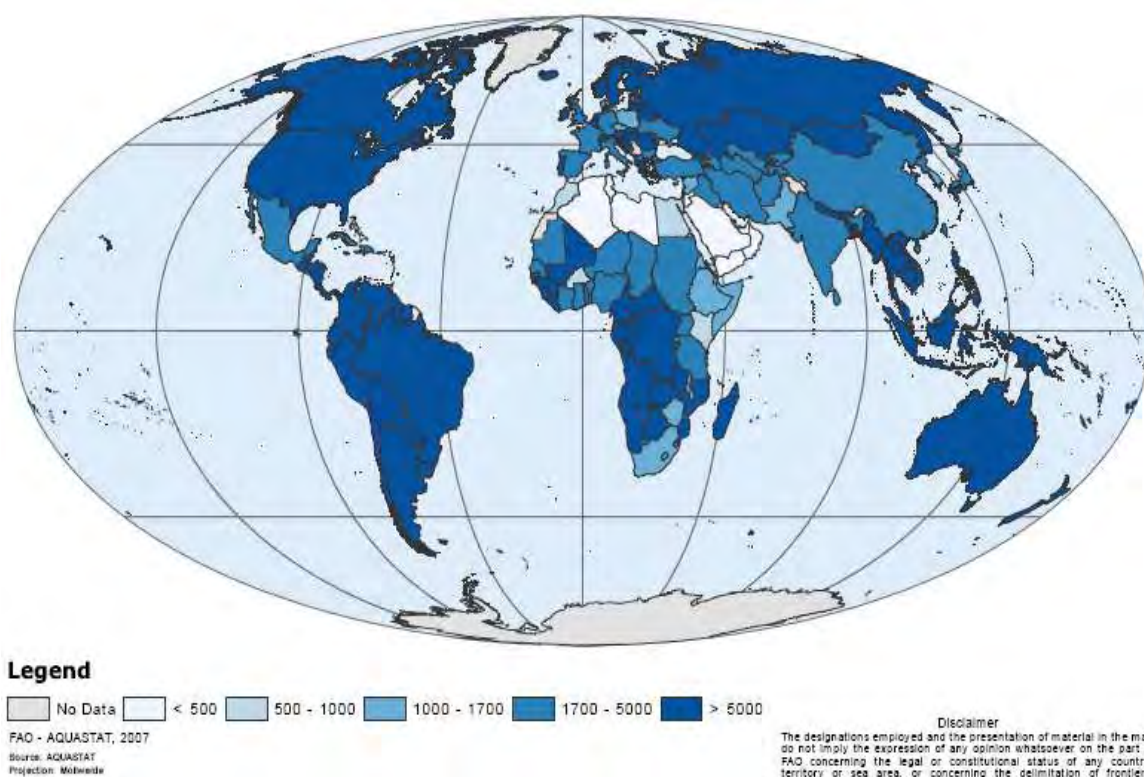 Legend
No Data < 500 500 - 1000 1000 - 1700 1700 - 5000 > 5000
FAO - AQUASTAT, 2007
Source: AQUASTAT
Projection: Mollweide
Disclaimer
The designations employed and the presentation of material in the ma
do not imply the expression of any opinion whatsoever on the part
FAO concerning the legal or constitutional status of any countr
territory or sea area, or concerning the delimitation of frontie